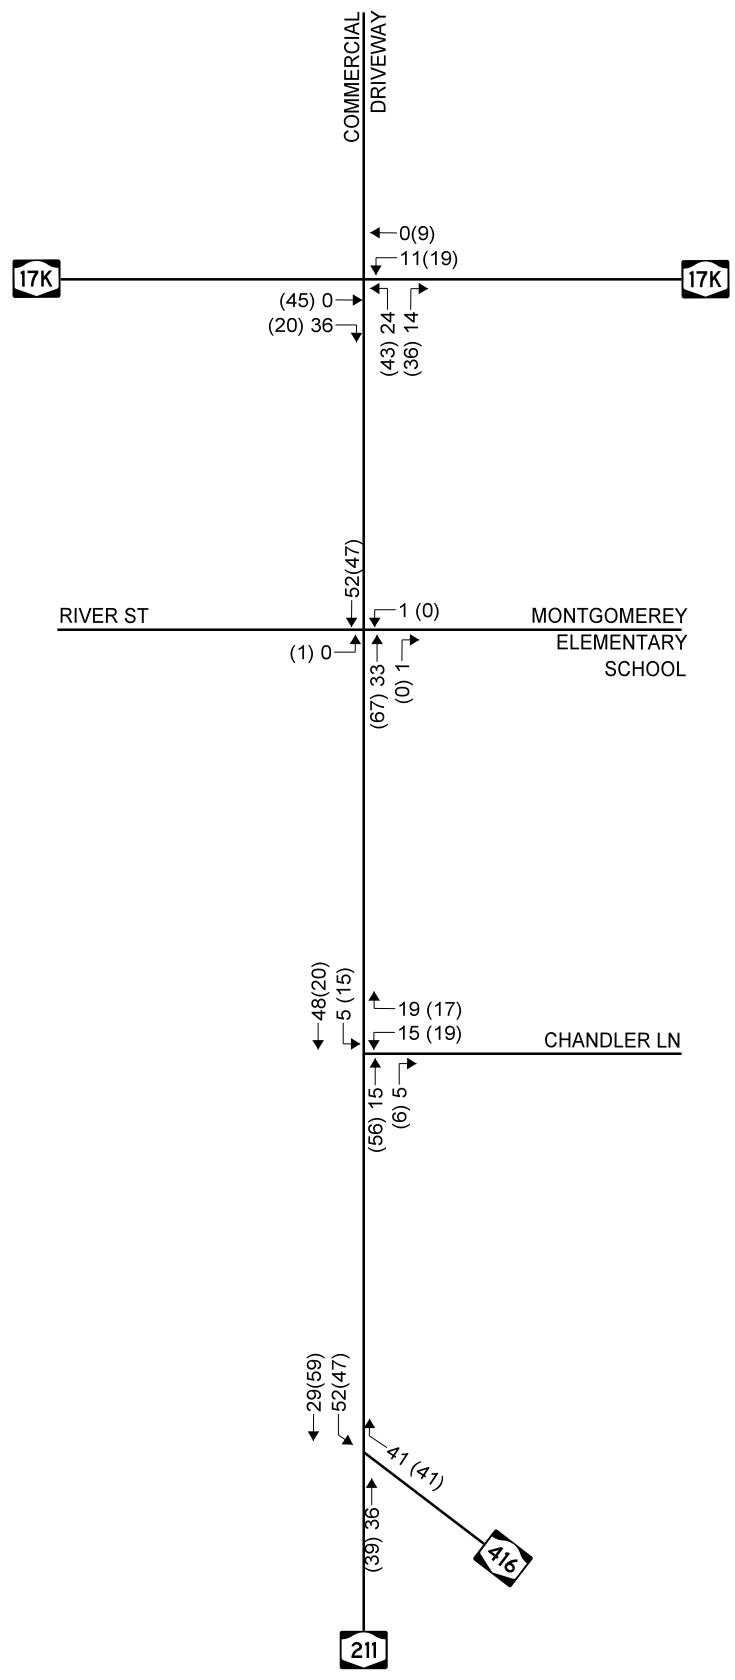 COMMERCIAL
DRIVEWAY
0(9)
11(19)
17K
17K
(45) 0
(20) 36
(43) 24
(36) 14
52(47)
RIVER ST
1 (0)
MONTGOMEREY
ELEMENTARY
SCHOOL
(1) 0
(67) 33
(0) 1
48(20)
5 (15)
19 (17)
15 (19)
CHANDLER LN
(56) 15
(6) 5
29(59)
52(47)
41 (41)
(39) 36
416
211